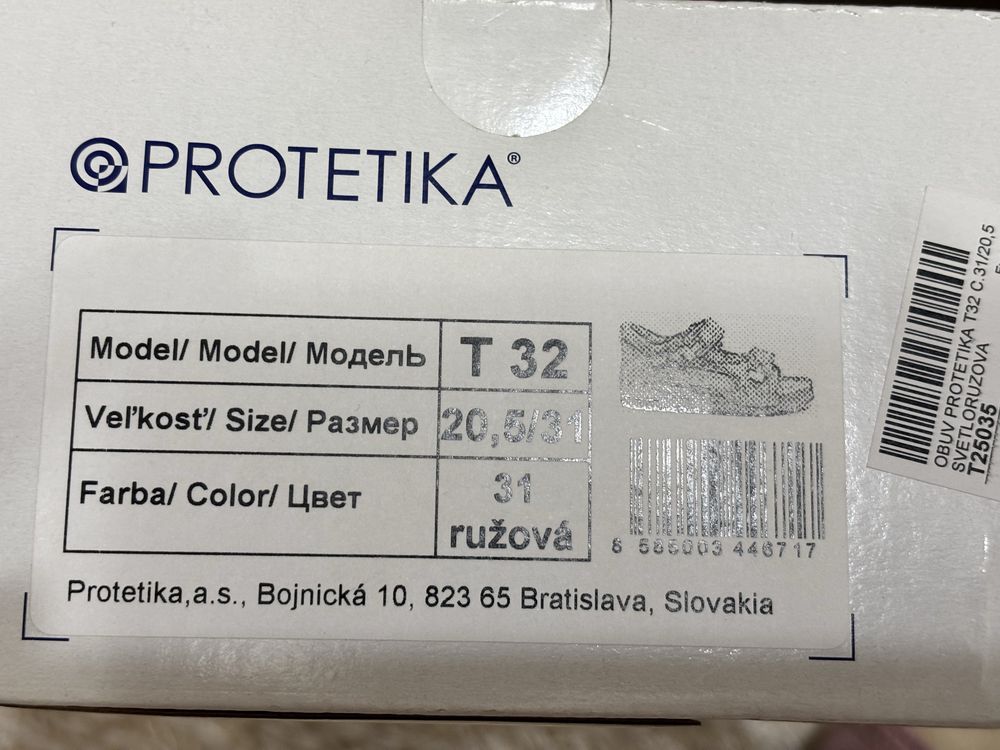 PROTETIKA®
Model/ Model/ Модель T 32
Veľkosť/ Size/ Размер 20,5/31
Farba/ Color/ Цвет 31 ružová
8 585003 446717
Protetika,a.s., Bojnická 10, 823 65 Bratislava, Slovakia
OBUV PROTETIKA T32 C.31/20,5
SVETLORUZOVA
T25035